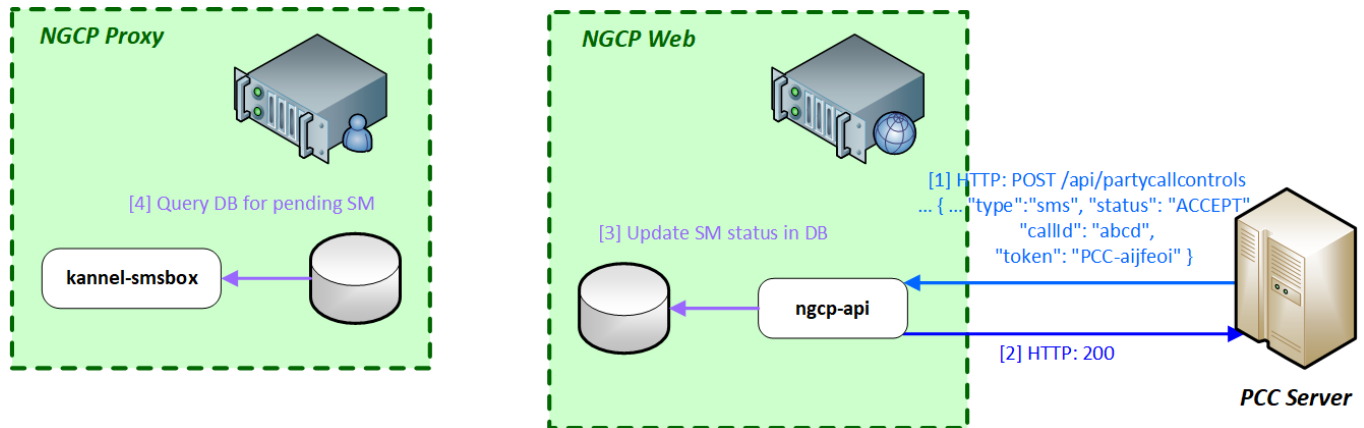 NGCP Proxy
[4] Query DB for pending SM
kannel-smsbox
NGCP Web
[3] Update SM status in DB
ngcp-api
[1] HTTP: POST /api/partycallcontrols
... { ... "type":"sms", "status": "ACCEPT"
"callId": "abcd",
"token": "PCC-aijfeoi" }
[2] HTTP: 200
PCC Server